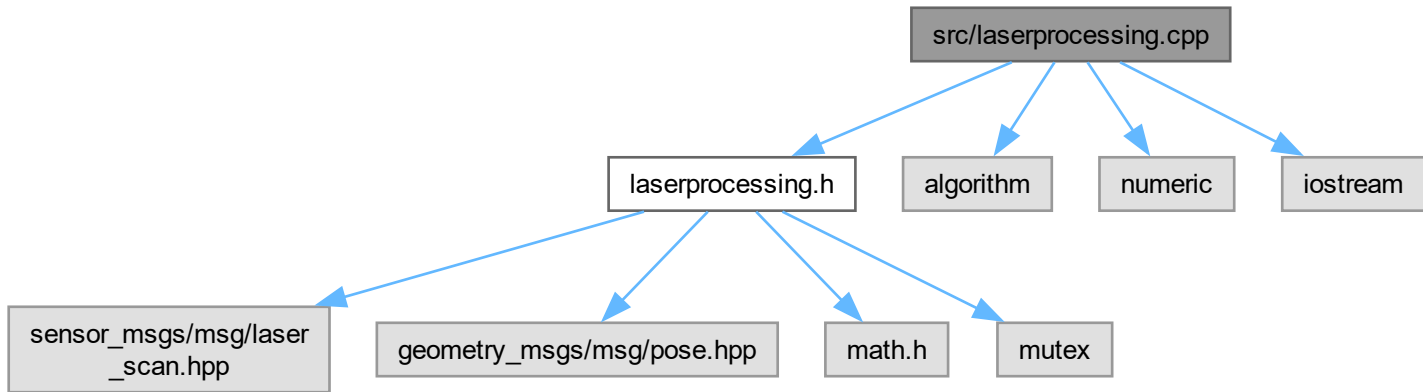 src/laserprocessing.cpp
laserprocessing.h
algorithm
numeric
iostream
sensor_msgs/msg/laser
_scan.hpp
geometry_msgs/msg/pose.hpp
math.h
mutex